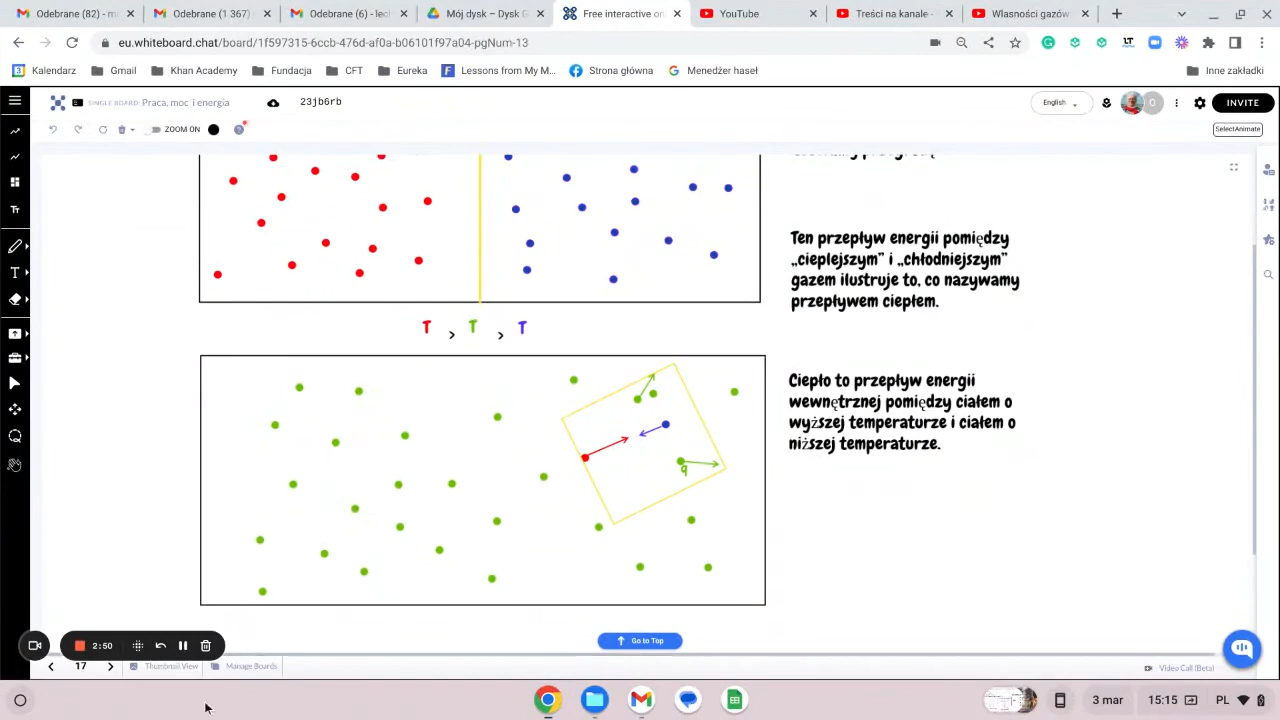 Odebrane (82) - m
Odebrane (1 367)
Odebrane (6) - lec
Mój dysk – Dysk G
Free interactive on
YouTube
Treści na kanale -
Własności gazów
eu.whiteboard.chat/board/1f597315-6ccb-476d-af0a-b06101f97a04-pgNum-13
Kalendarz
Gmail
Khan Academy
Fundacja
CFT
Eureka
Lessons from My M...
Strona główna
Menedżer haseł
Inne zakładki
SINGLE BOARD: Praca, moc i energia
23jb6rb
English
O
INVITE
ZOOM ON
SelectAnimate
Ten przepływ energii pomiędzy
„cieplejszym” i „chłodniejszym”
gazem ilustruje to, co nazywamy
przepływem ciepłem.
T > T > T
Ciepło to przepływ energii
wewnętrznej pomiędzy ciałem o
wyższej temperaturze i ciałem o
niższej temperaturze.
q
Go to Top
2:50
17
Thumbnail View
Manage Boards
Video Call (Beta)
3 mar
15:15
PL